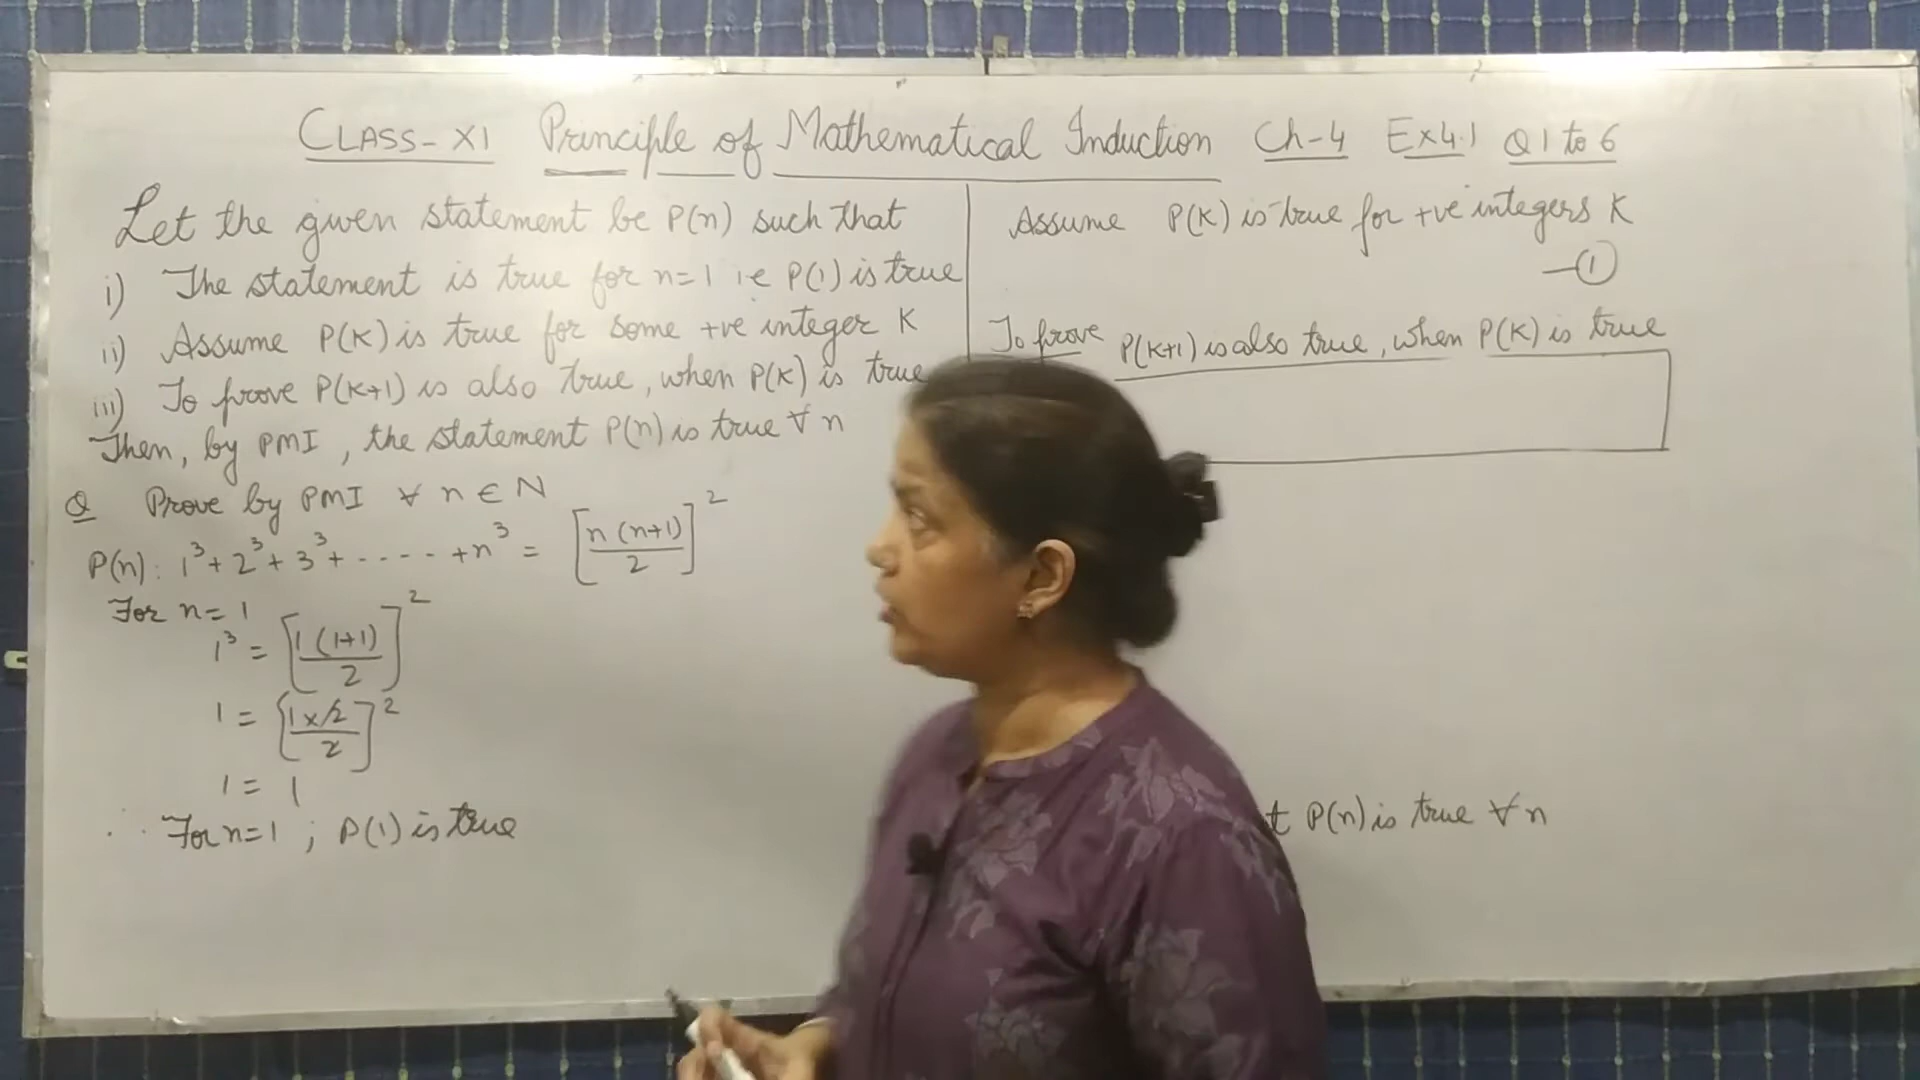 CLASS-XI Principle of Mathematical Induction Ch-4 Ex4.1 Q1 to 6
Let the given statement be P(n) such that
i) The statement is true for n=1 i.e P(1) is true
ii) Assume P(K) is true for some +ve integer K
iii) To prove P(K+1) is also true, when P(K) is true
Then, by PMI, the statement P(n) is true ∀ n
Q Prove by PMI ∀ n ∈ N
P(n): 1³+2³+3³+-----+n³ = [n(n+1)/2]²
For n=1
1³ = [1(1+1)/2]²
1 = [1×2/2]²
1 = 1
∴ For n=1; P(1) is true
Assume P(K) is true for +ve integers K
—①
To prove P(K+1) is also true, when P(K) is true
P(n) is true ∀ n